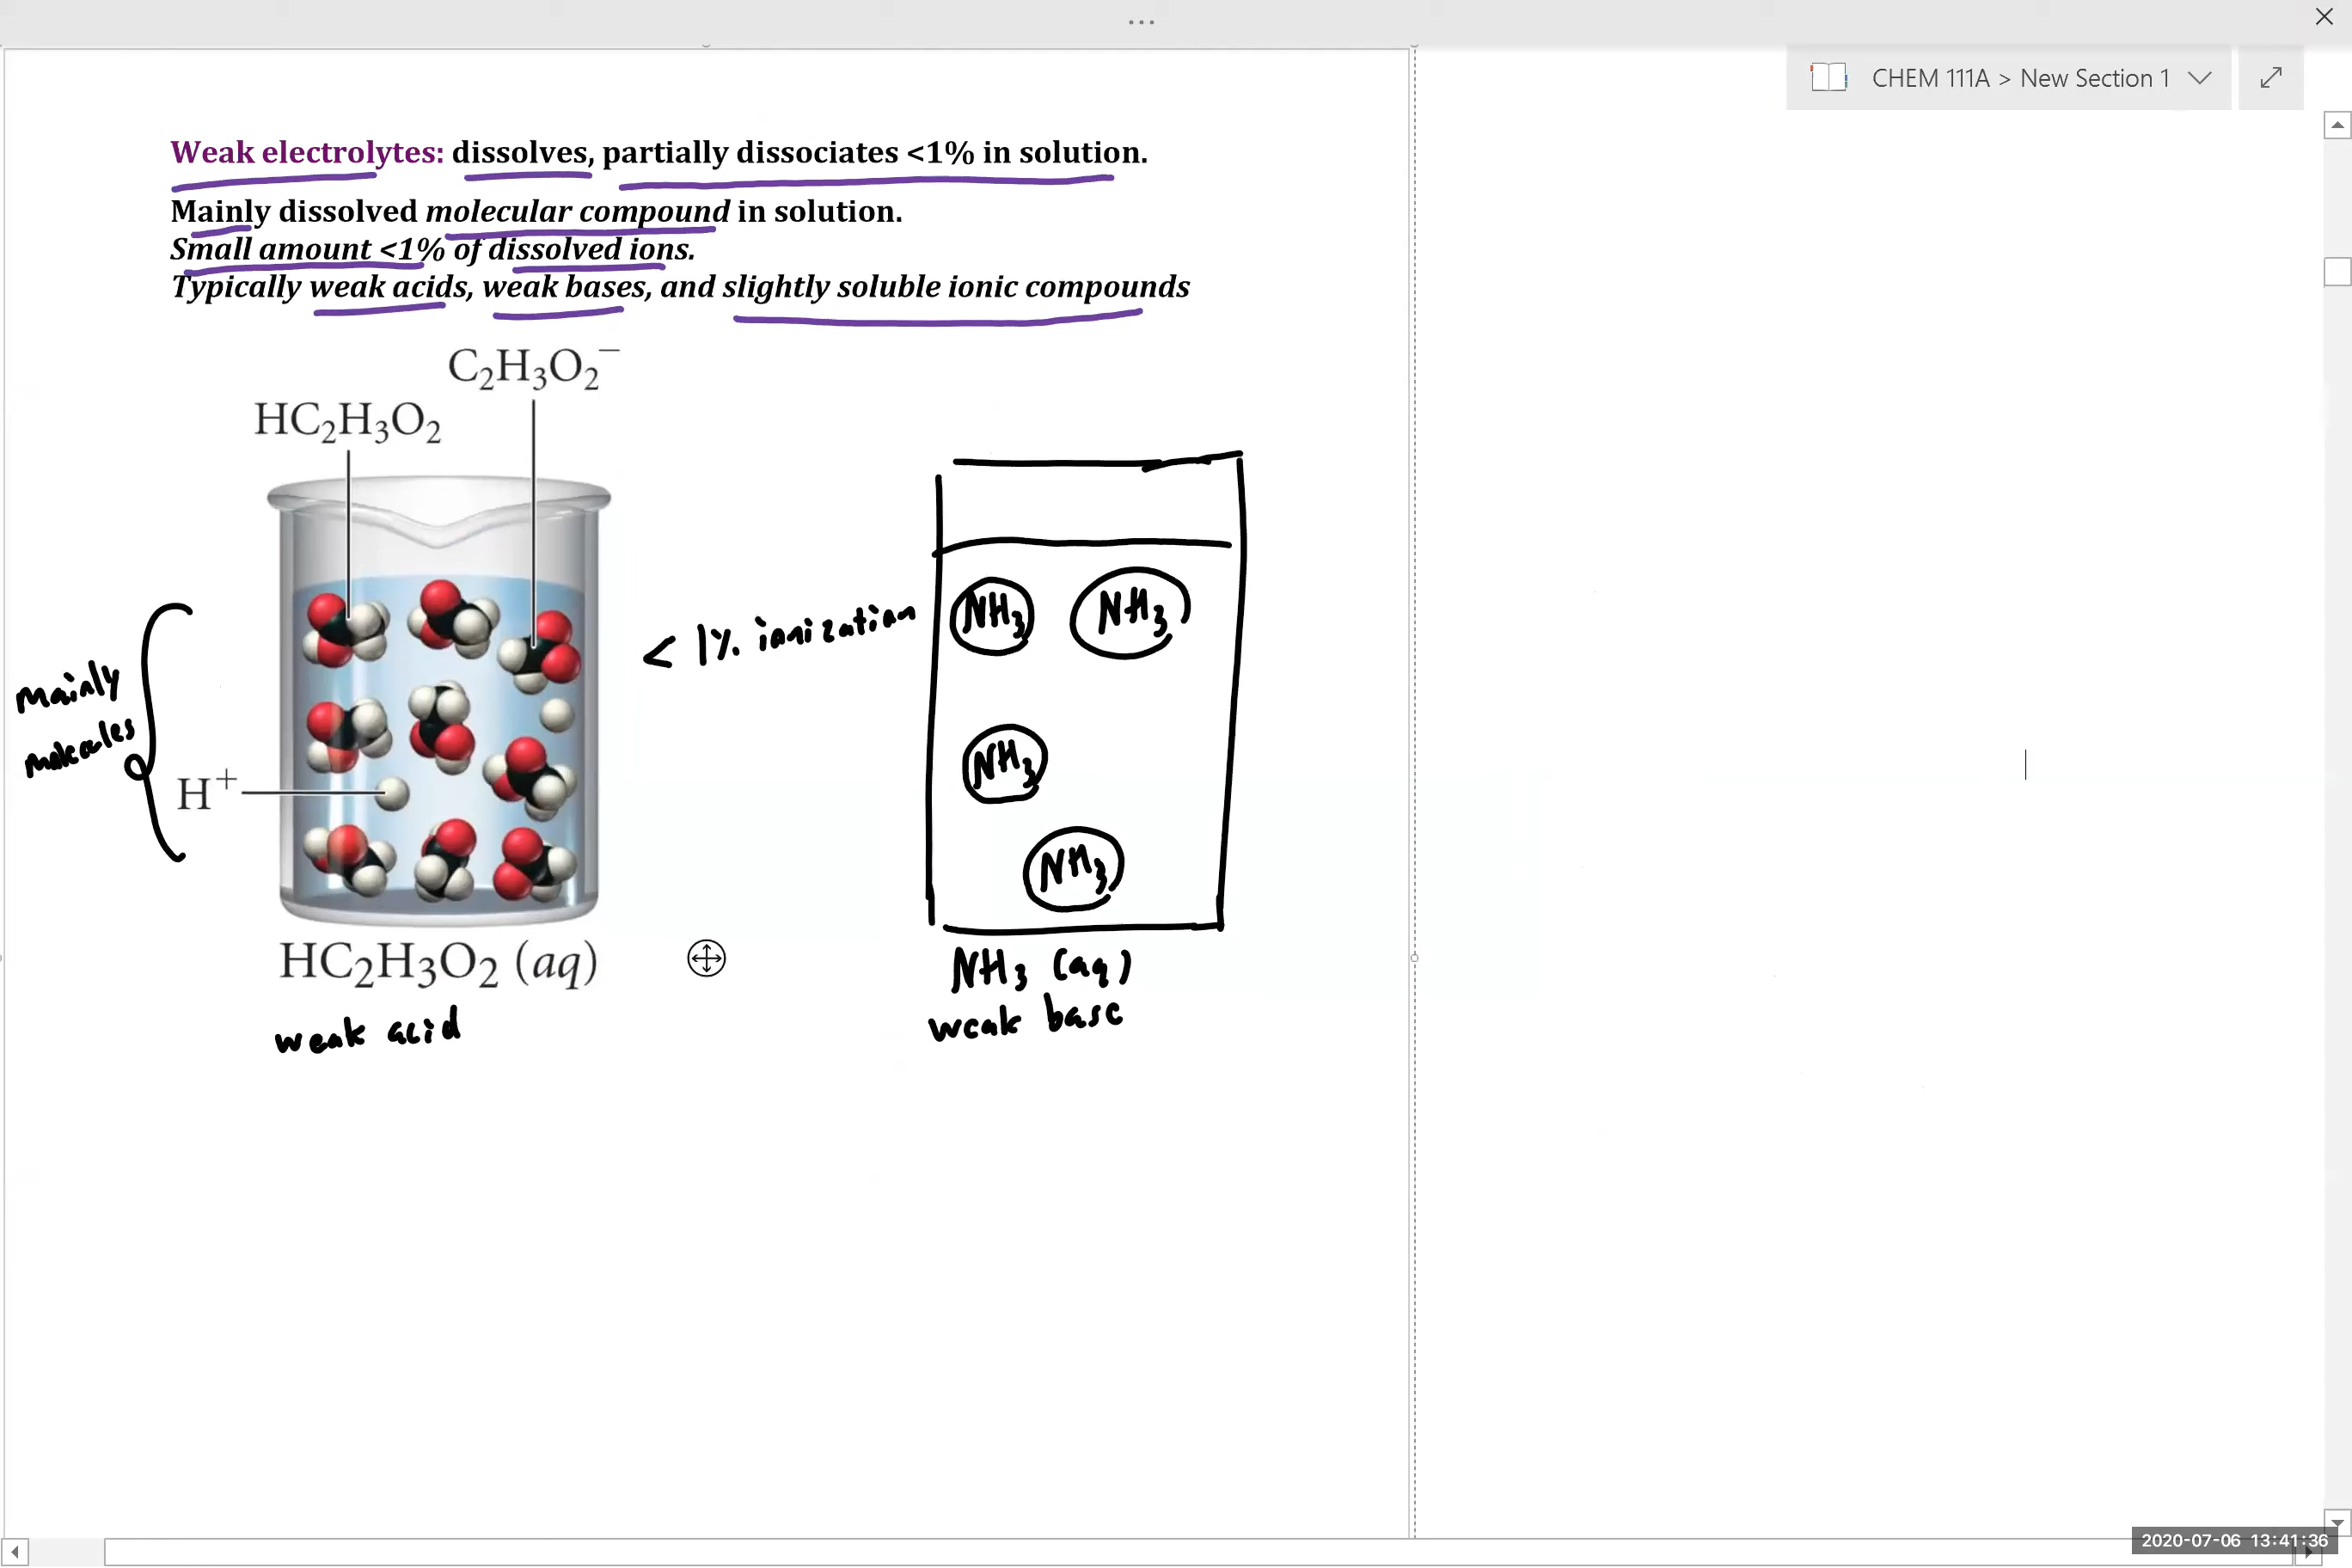 CHEM 111A > New Section 1
Weak electrolytes: dissolves, partially dissociates <1% in solution.
Mainly dissolved molecular compound in solution.
Small amount <1% of dissolved ions.
Typically weak acids, weak bases, and slightly soluble ionic compounds
C₂H₃O₂⁻
HC₂H₃O₂
< 1% ionization
NH₃ NH₃
mainly
molecules
NH₃
H⁺
NH₃
HC₂H₃O₂ (aq)
weak acid
NH₃ (aq)
weak base
2020-07-06 13:41:36